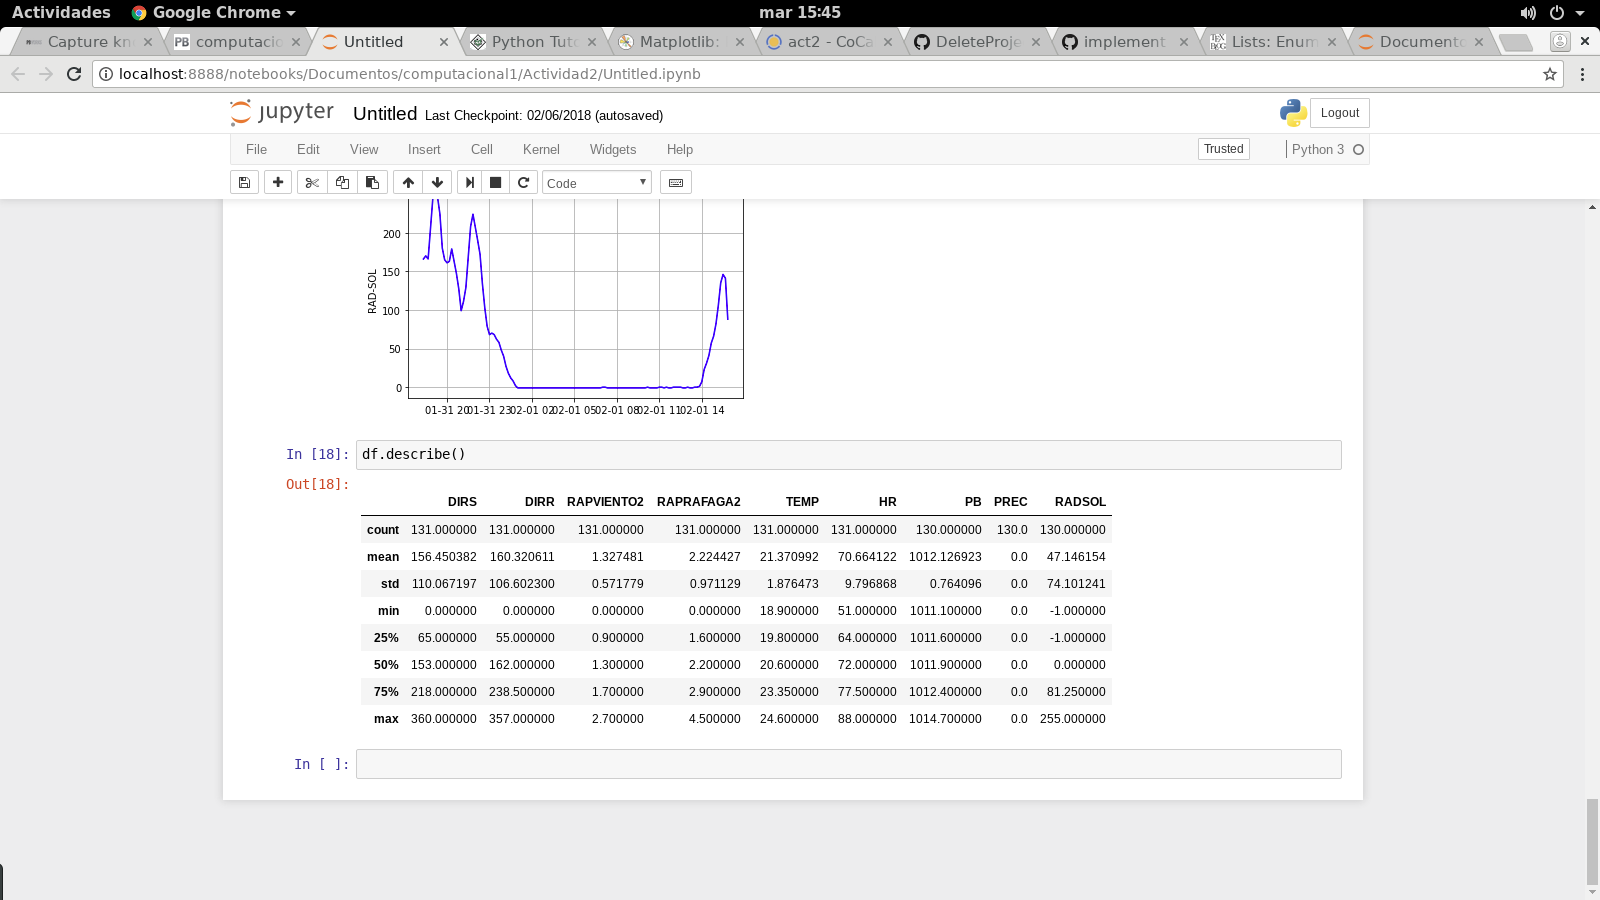 Actividades Google Chrome mar 15:45
Capture kn PB computacio Untitled Python Tuto Matplotlib: act2 - CoCa DeleteProje implement Lists: Enum Documento
localhost:8888/notebooks/Documentos/computacional1/Actividad2/Untitled.ipynb
jupyter Untitled Last Checkpoint: 02/06/2018 (autosaved) Logout
File Edit View Insert Cell Kernel Widgets Help Trusted Python 3
Code
200
150
100
50
0
RAD-SOL
01-31 20 01-31 23 02-01 02 02-01 05 02-01 08 02-01 11 02-01 14
In [18]: df.describe()
Out[18]:
DIRS DIRR RAPVIENTO2 RAPRAFAGA2 TEMP HR PB PREC RADSOL
count 131.000000 131.000000 131.000000 131.000000 131.000000 131.000000 130.000000 130.0 130.000000
mean 156.450382 160.320611 1.327481 2.224427 21.370992 70.664122 1012.126923 0.0 47.146154
std 110.067197 106.602300 0.571779 0.971129 1.876473 9.796868 0.764096 0.0 74.101241
min 0.000000 0.000000 0.000000 0.000000 18.900000 51.000000 1011.100000 0.0 -1.000000
25% 65.000000 55.000000 0.900000 1.600000 19.800000 64.000000 1011.600000 0.0 -1.000000
50% 153.000000 162.000000 1.300000 2.200000 20.600000 72.000000 1011.900000 0.0 0.000000
75% 218.000000 238.500000 1.700000 2.900000 23.350000 77.500000 1012.400000 0.0 81.250000
max 360.000000 357.000000 2.700000 4.500000 24.600000 88.000000 1014.700000 0.0 255.000000
In [ ]: